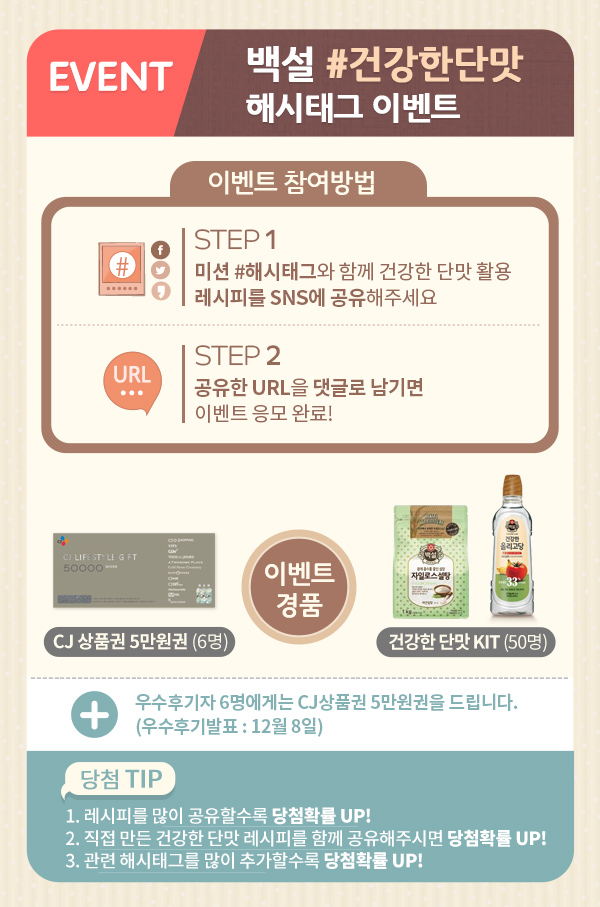 EVENT
백설 #건강한단맛
해시태그 이벤트
이벤트 참여방법
#
STEP 1
미션 #해시태그와 함께 건강한 단맛 활용
레시피를 SNS에 공유해주세요
URL
STEP 2
공유한 URL을 댓글로 남기면
이벤트 응모 완료!
CJ LIFE STYLE GIFT
50000
이벤트
경품
백설
자일로스설탕
1kg
건강한
올리고당
33
CJ 상품권 5만원권 (6명)
건강한 단맛 KIT (50명)
우수후기자 6명에게는 CJ상품권 5만원권을 드립니다.
(우수후기발표 : 12월 8일)
당첨 TIP
1. 레시피를 많이 공유할수록 당첨확률 UP!
2. 직접 만든 건강한 단맛 레시피를 함께 공유해주시면 당첨확률 UP!
3. 관련 해시태그를 많이 추가할수록 당첨확률 UP!